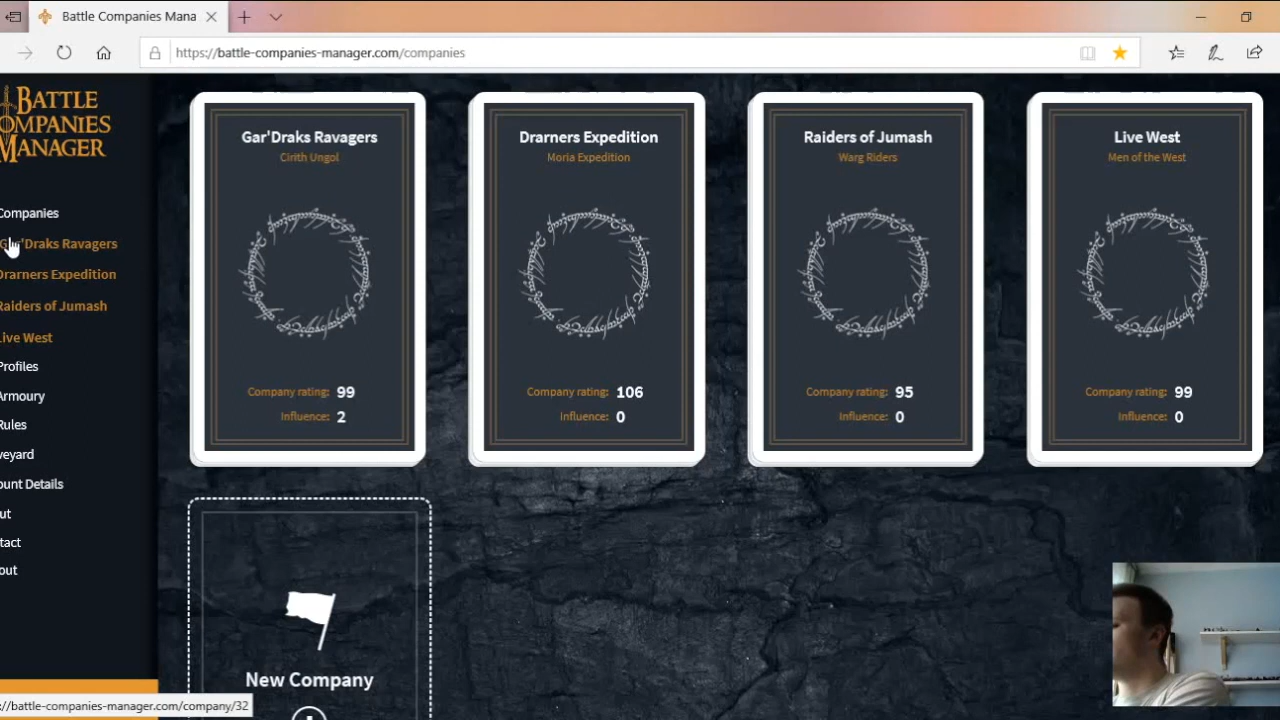 Battle Companies Mana
https://battle-companies-manager.com/companies
BATTLE
OMPANIES
MANAGER
Companies
Gar'Draks Ravagers
Drarners Expedition
Raiders of Jumash
Live West
Profiles
Armoury
Rules
veyard
ount Details
ut
tact
out
Gar'Draks Ravagers
Cirith Ungol
Company rating: 99
Influence: 2
Drarners Expedition
Moria Expedition
Company rating: 106
Influence: 0
Raiders of Jumash
Warg Riders
Company rating: 95
Influence: 0
Live West
Men of the West
Company rating: 99
Influence: 0
New Company
://battle-companies-manager.com/company/32